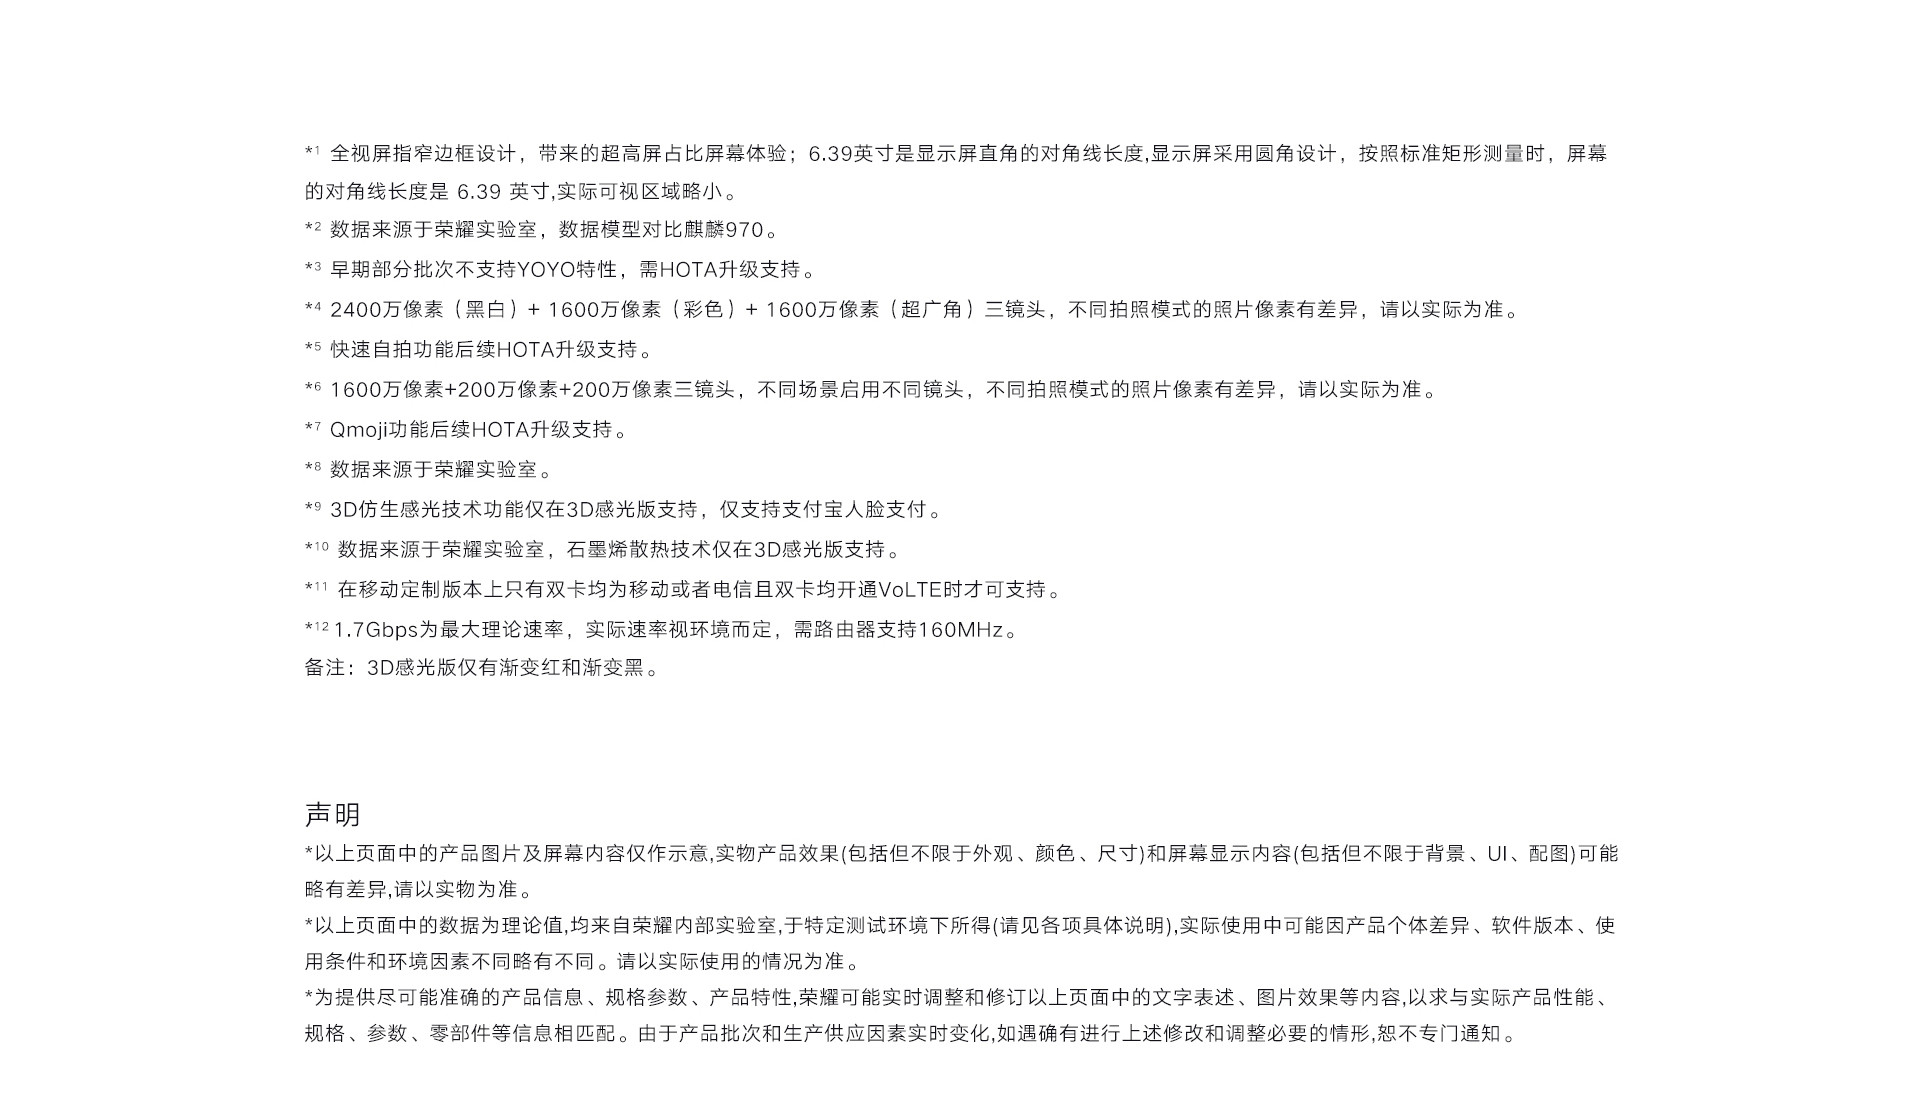 *1 全视屏指窄边框设计，带来的超高屏占比屏幕体验；6.39英寸是显示屏直角的对角线长度,显示屏采用圆角设计，按照标准矩形测量时，屏幕
的对角线长度是 6.39 英寸,实际可视区域略小。
*2 数据来源于荣耀实验室，数据模型对比麒麟970。
*3 早期部分批次不支持YOYO特性，需HOTA升级支持。
*4 2400万像素（黑白）+ 1600万像素（彩色）+ 1600万像素（超广角）三镜头，不同拍照模式的照片像素有差异，请以实际为准。
*5 快速自拍功能后续HOTA升级支持。
*6 1600万像素+200万像素+200万像素三镜头，不同场景启用不同镜头，不同拍照模式的照片像素有差异，请以实际为准。
*7 Qmoji功能后续HOTA升级支持。
*8 数据来源于荣耀实验室。
*9 3D仿生感光技术功能仅在3D感光版支持，仅支持支付宝人脸支付。
*10 数据来源于荣耀实验室，石墨烯散热技术仅在3D感光版支持。
*11 在移动定制版本上只有双卡均为移动或者电信且双卡均开通VoLTE时才可支持。
*12 1.7Gbps为最大理论速率，实际速率视环境而定，需路由器支持160MHz。
备注：3D感光版仅有渐变红和渐变黑。
声明
*以上页面中的产品图片及屏幕内容仅作示意,实物产品效果(包括但不限于外观、颜色、尺寸)和屏幕显示内容(包括但不限于背景、UI、配图)可能
略有差异,请以实物为准。
*以上页面中的数据为理论值,均来自荣耀内部实验室,于特定测试环境下所得(请见各项具体说明),实际使用中可能因产品个体差异、软件版本、使
用条件和环境因素不同略有不同。请以实际使用的情况为准。
*为提供尽可能准确的产品信息、规格参数、产品特性,荣耀可能实时调整和修订以上页面中的文字表述、图片效果等内容,以求与实际产品性能、
规格、参数、零部件等信息相匹配。由于产品批次和生产供应因素实时变化,如遇确有进行上述修改和调整必要的情形,恕不专门通知。